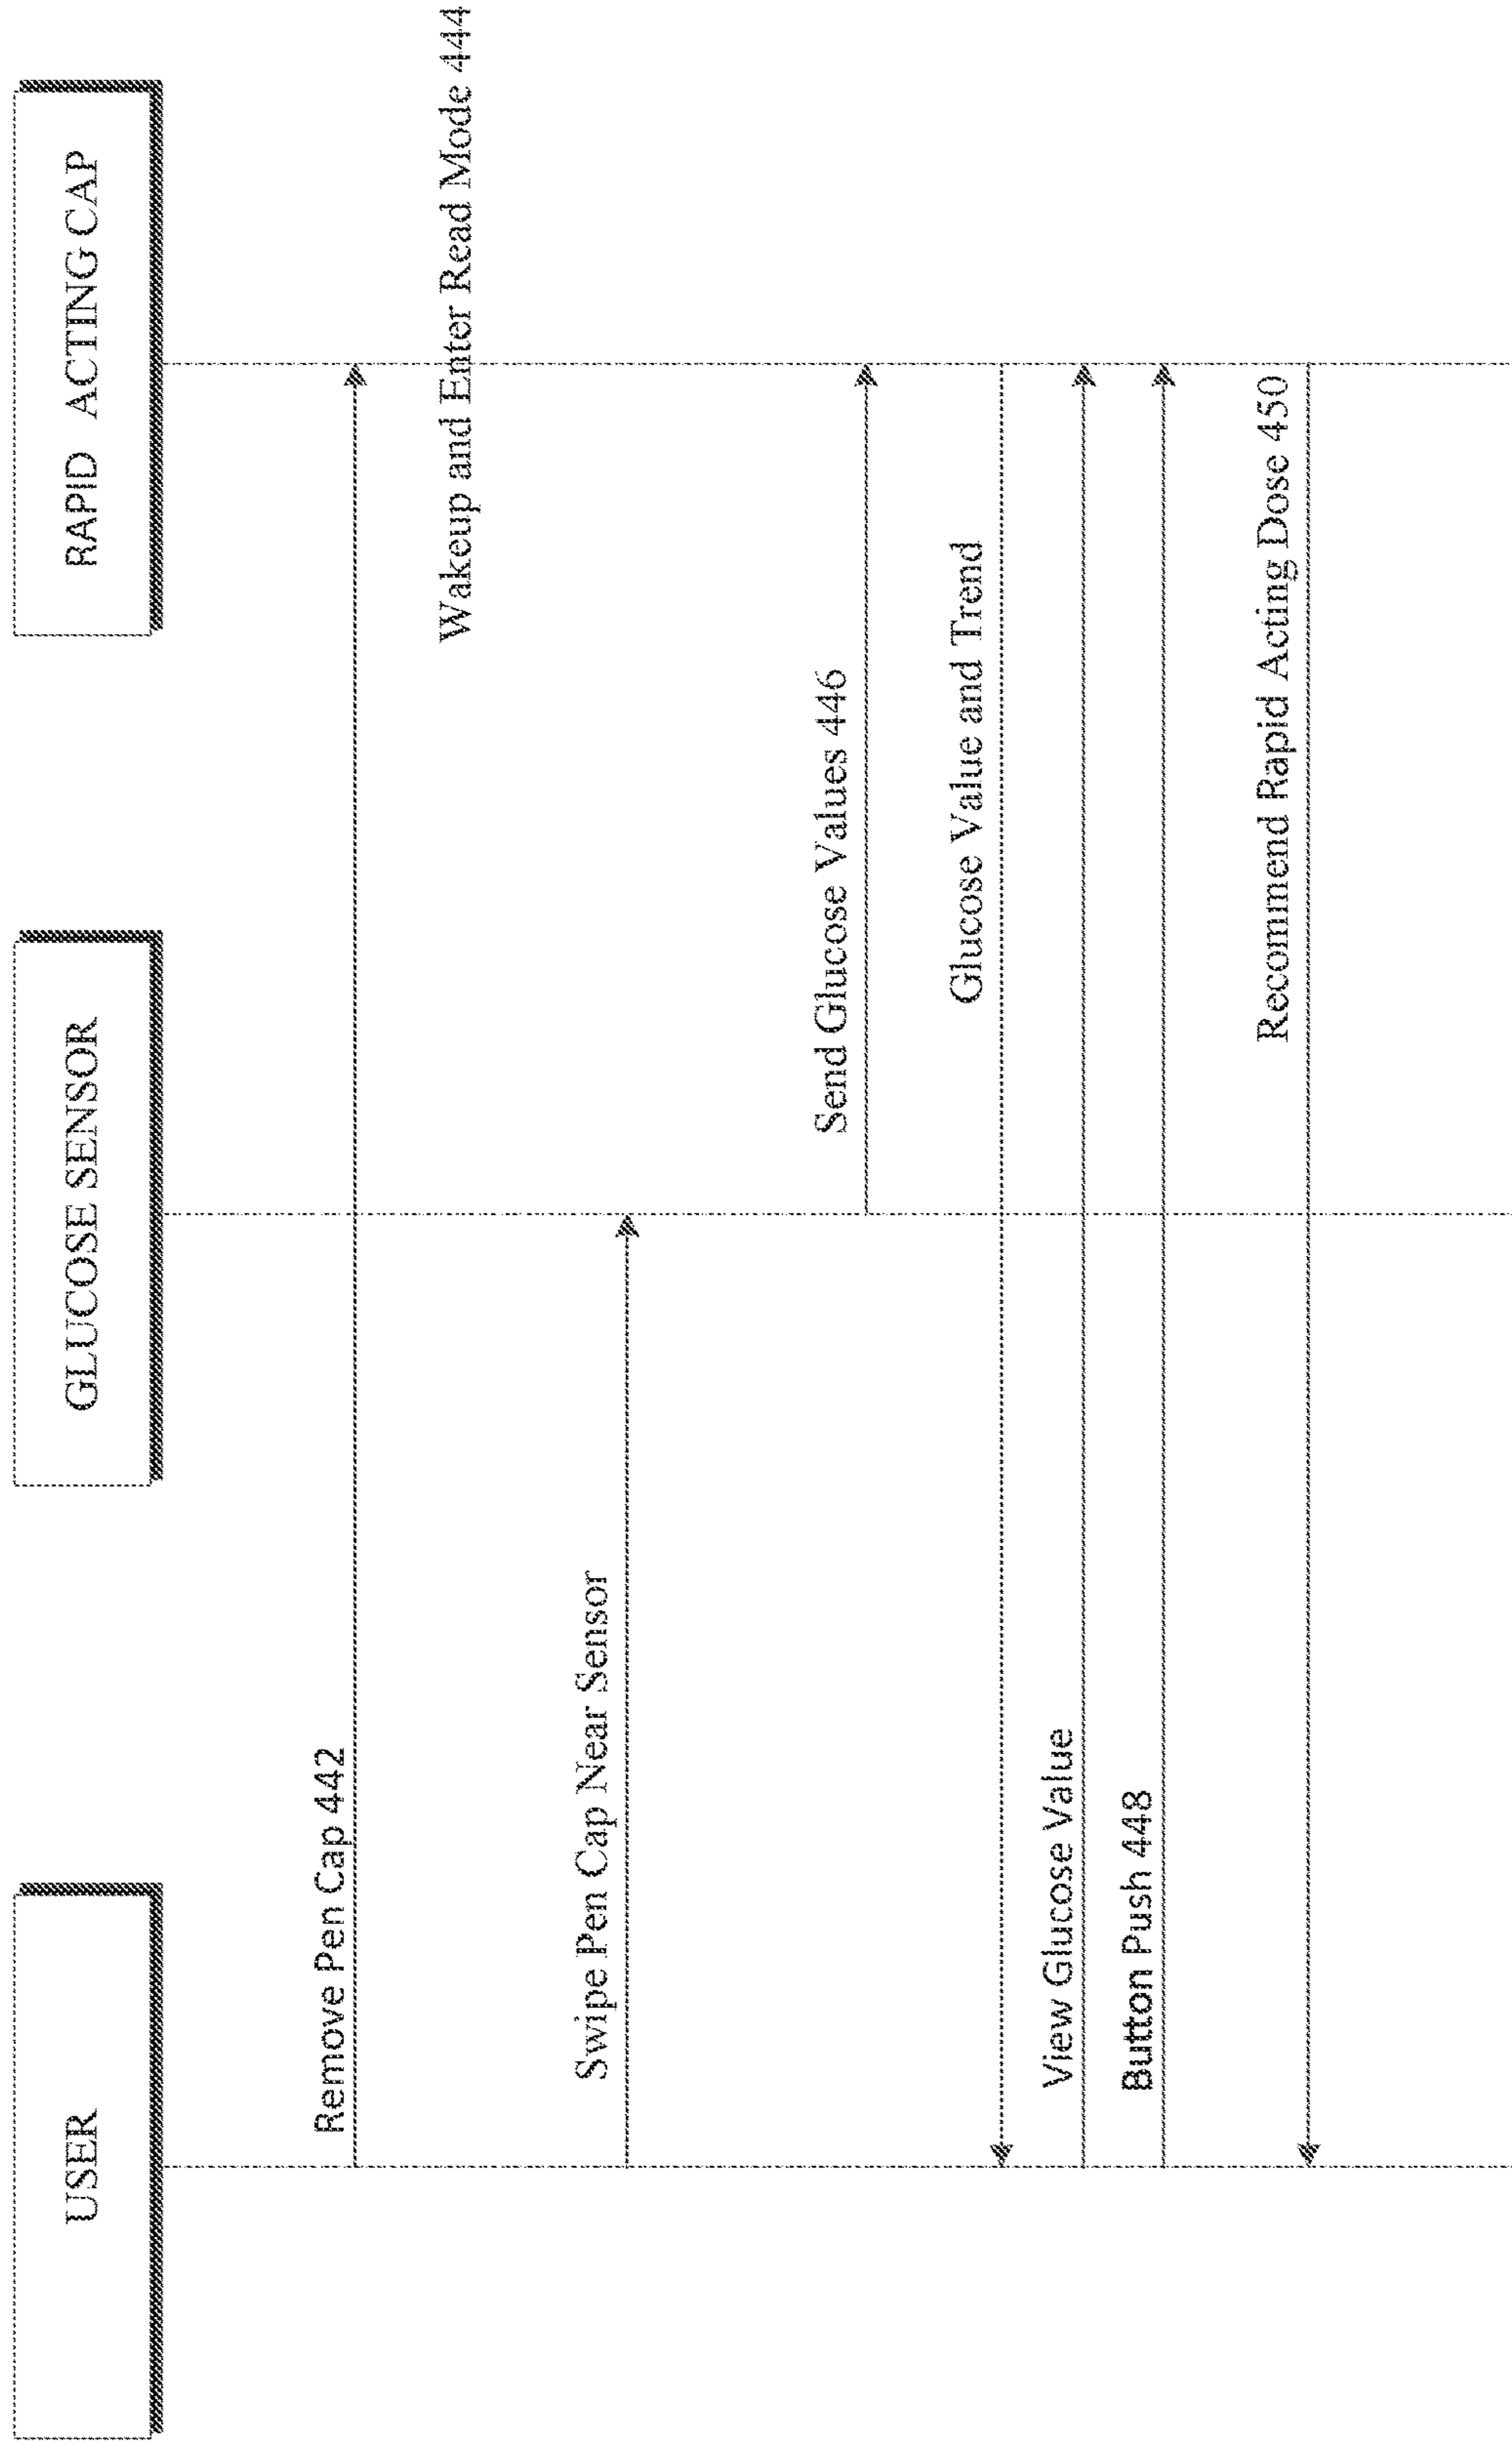 USER
GLUCOSE SENSOR
RAPID ACTING CAP
Remove Pen Cap 442
Wakeup and Enter Read Mode 444
Swipe Pen Cap Near Sensor
Send Glucose Values 446
Glucose Value and Trend
View Glucose Value
Button Push 448
Recommend Rapid Acting Dose 450